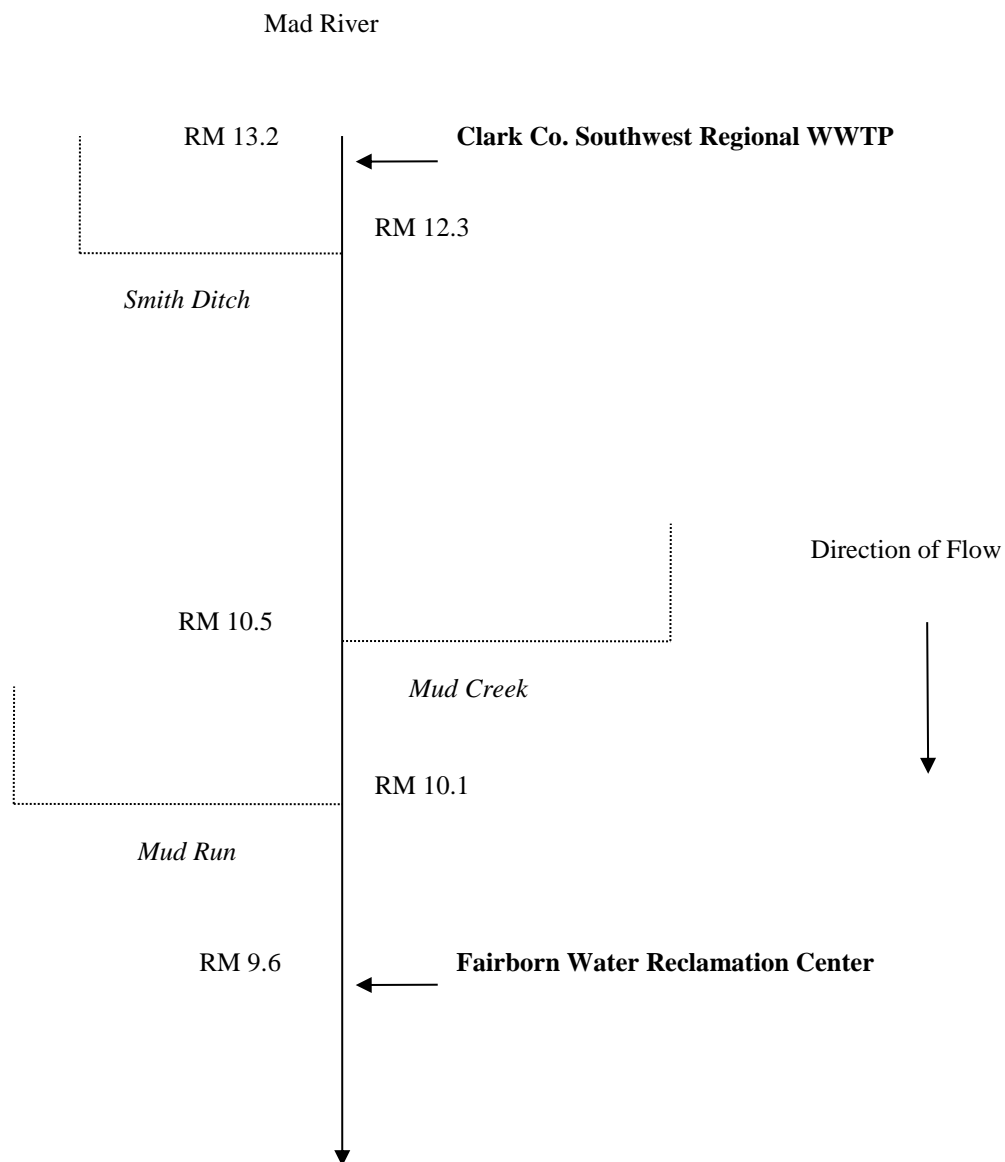 Mad River
RM 13.2
Clark Co. Southwest Regional WWTP
RM 12.3
Smith Ditch
Direction of Flow
RM 10.5
Mud Creek
RM 10.1
Mud Run
RM 9.6
Fairborn Water Reclamation Center